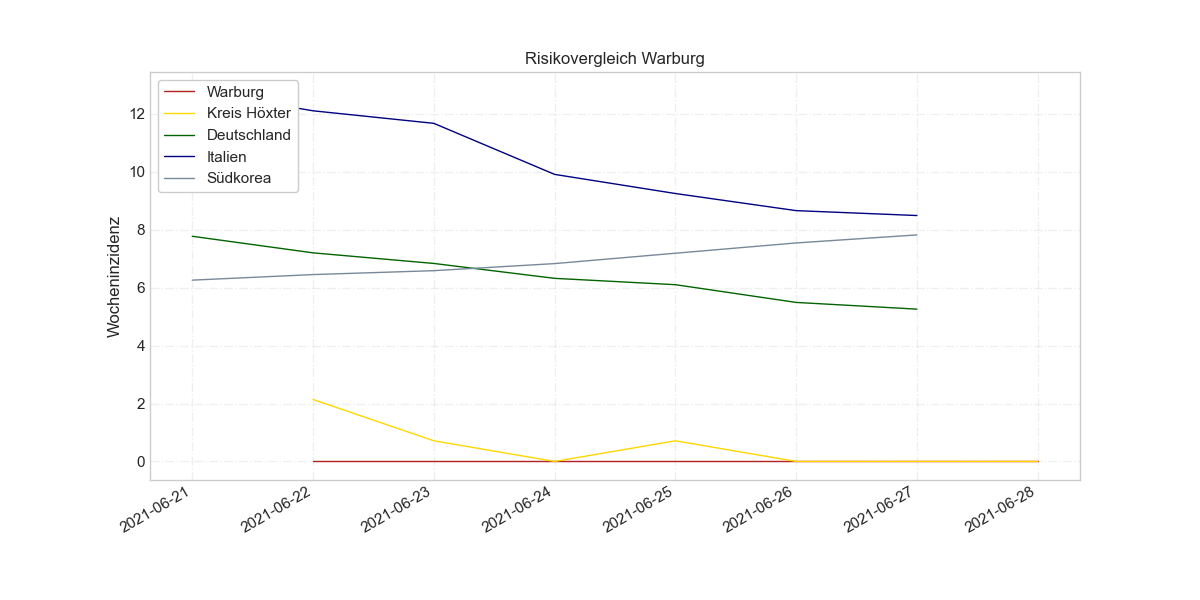 Risikovergleich Warburg
Warburg
Kreis Höxter
Deutschland
Italien
Südkorea
Wocheninzidenz
12
10
8
6
4
2
0
2021-06-21
2021-06-22
2021-06-23
2021-06-24
2021-06-25
2021-06-26
2021-06-27
2021-06-28